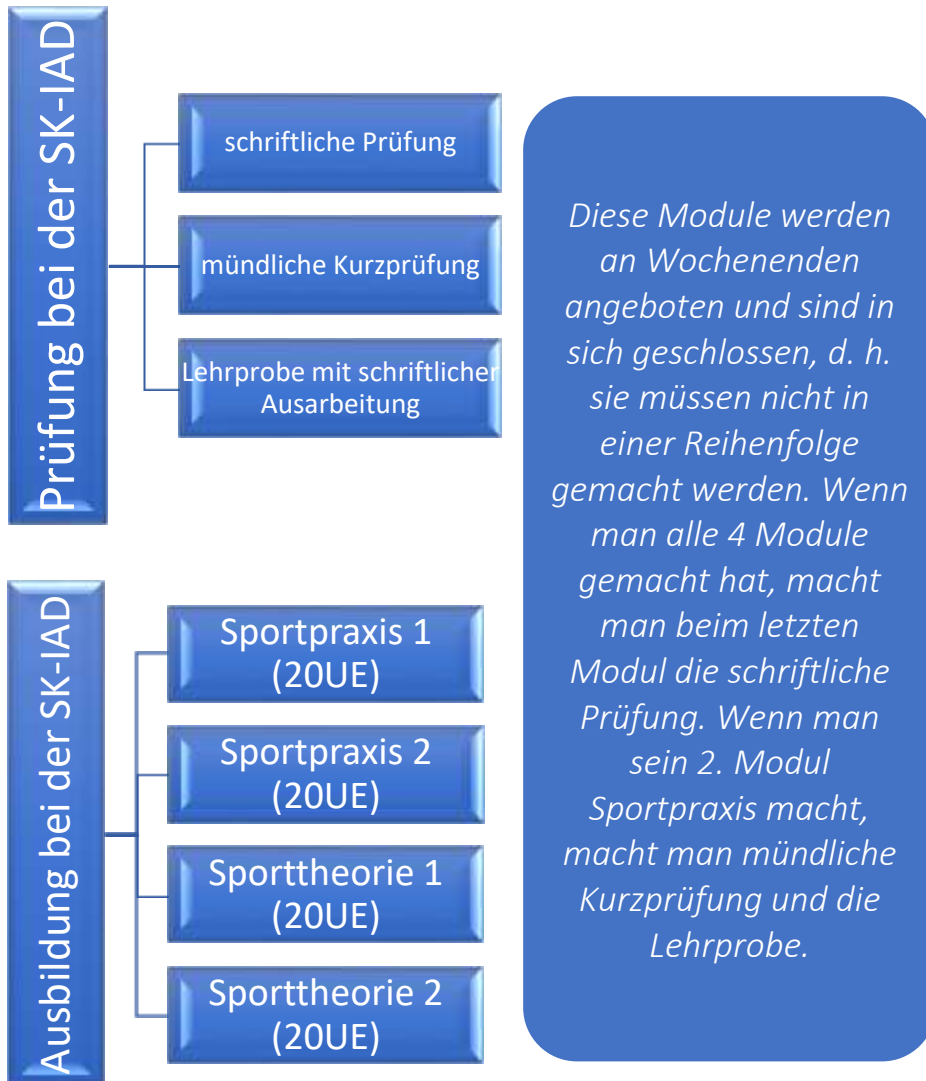 Prüfung bei der SK-IAD
schriftliche Prüfung
mündliche Kurzprüfung
Lehrprobe mit schriftlicher
Ausarbeitung
Diese Module werden
an Wochenenden
angeboten und sind in
sich geschlossen, d. h.
sie müssen nicht in
einer Reihenfolge
gemacht werden. Wenn
man alle 4 Module
gemacht hat, macht
man beim letzten
Modul die schriftliche
Prüfung. Wenn man
sein 2. Modul
Sportpraxis macht,
macht man mündliche
Kurzprüfung und die
Lehrprobe.
Ausbildung bei der SK-IAD
Sportpraxis 1
(20UE)
Sportpraxis 2
(20UE)
Sporttheorie 1
(20UE)
Sporttheorie 2
(20UE)